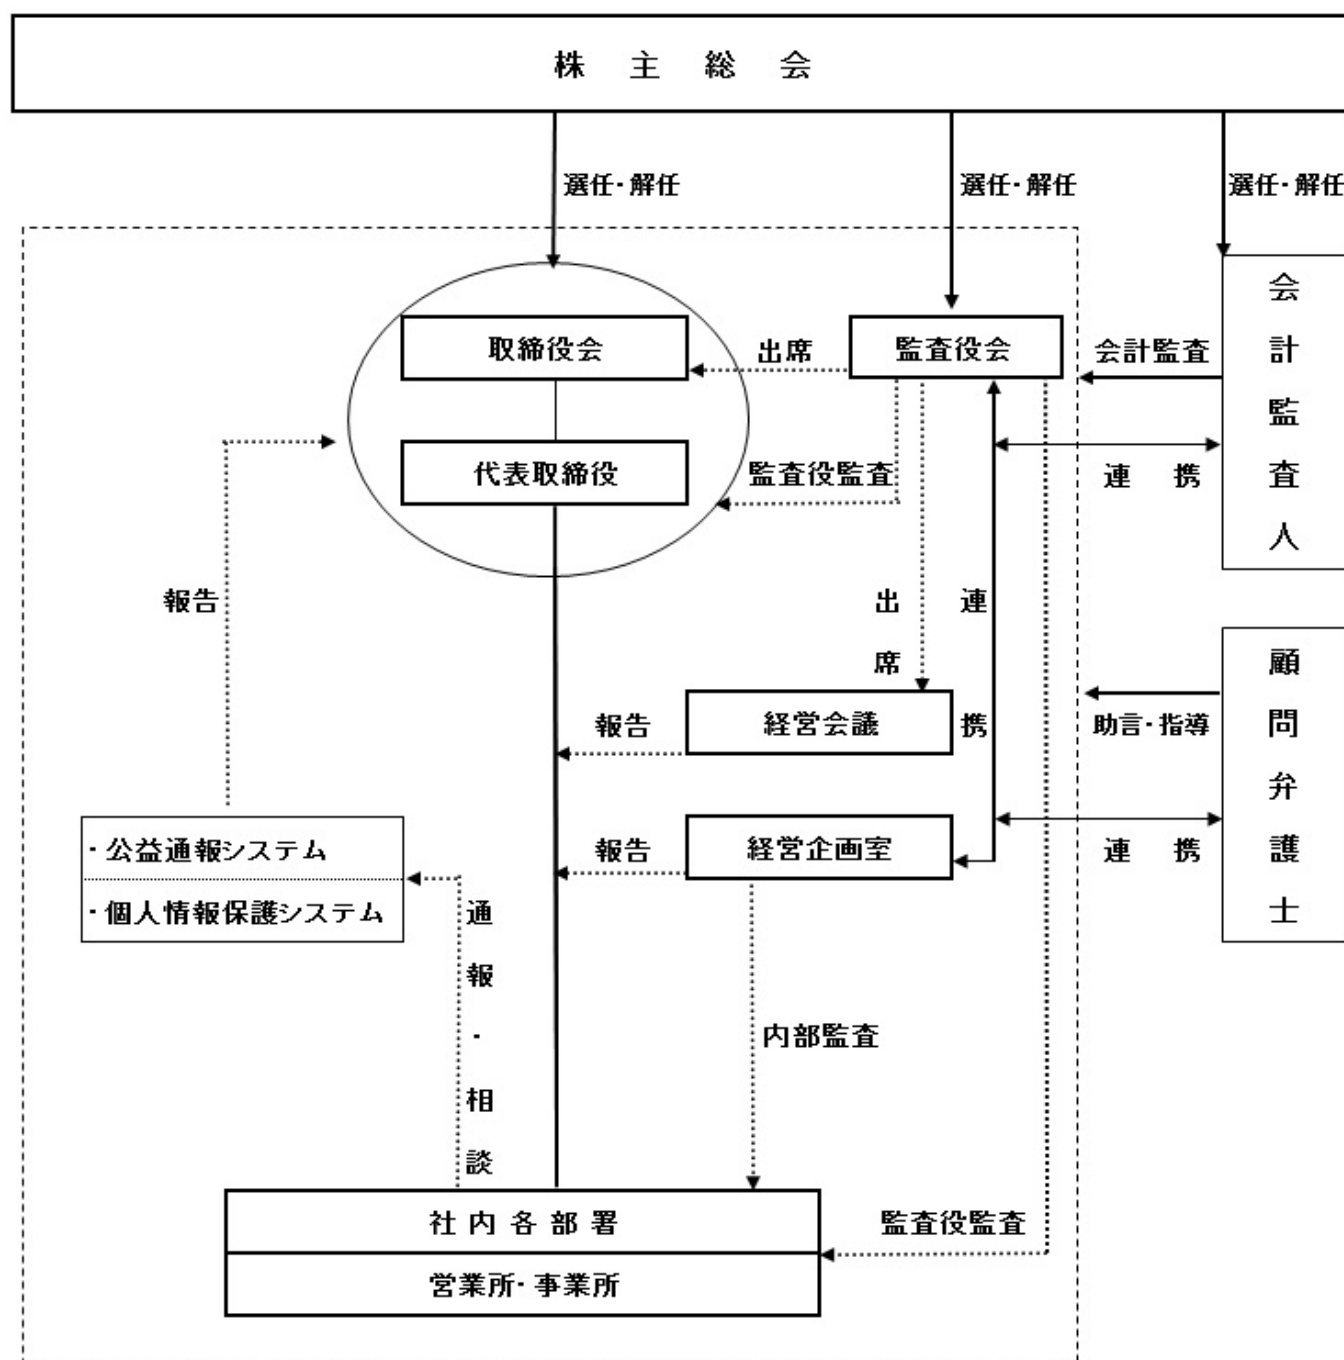 株主総会
選任・解任
選任・解任
選任・解任
取締役会
出席
監査役会
会計監査
会計監査人
代表取締役
監査役監査
連携
報告
出席
連携
顧問弁護士
報告
経営会議
助言・指導
・公益通報システム
・個人情報保護システム
報告
経営企画室
連携
通報・相談
内部監査
社内各部署
監査役監査
営業所・事業所